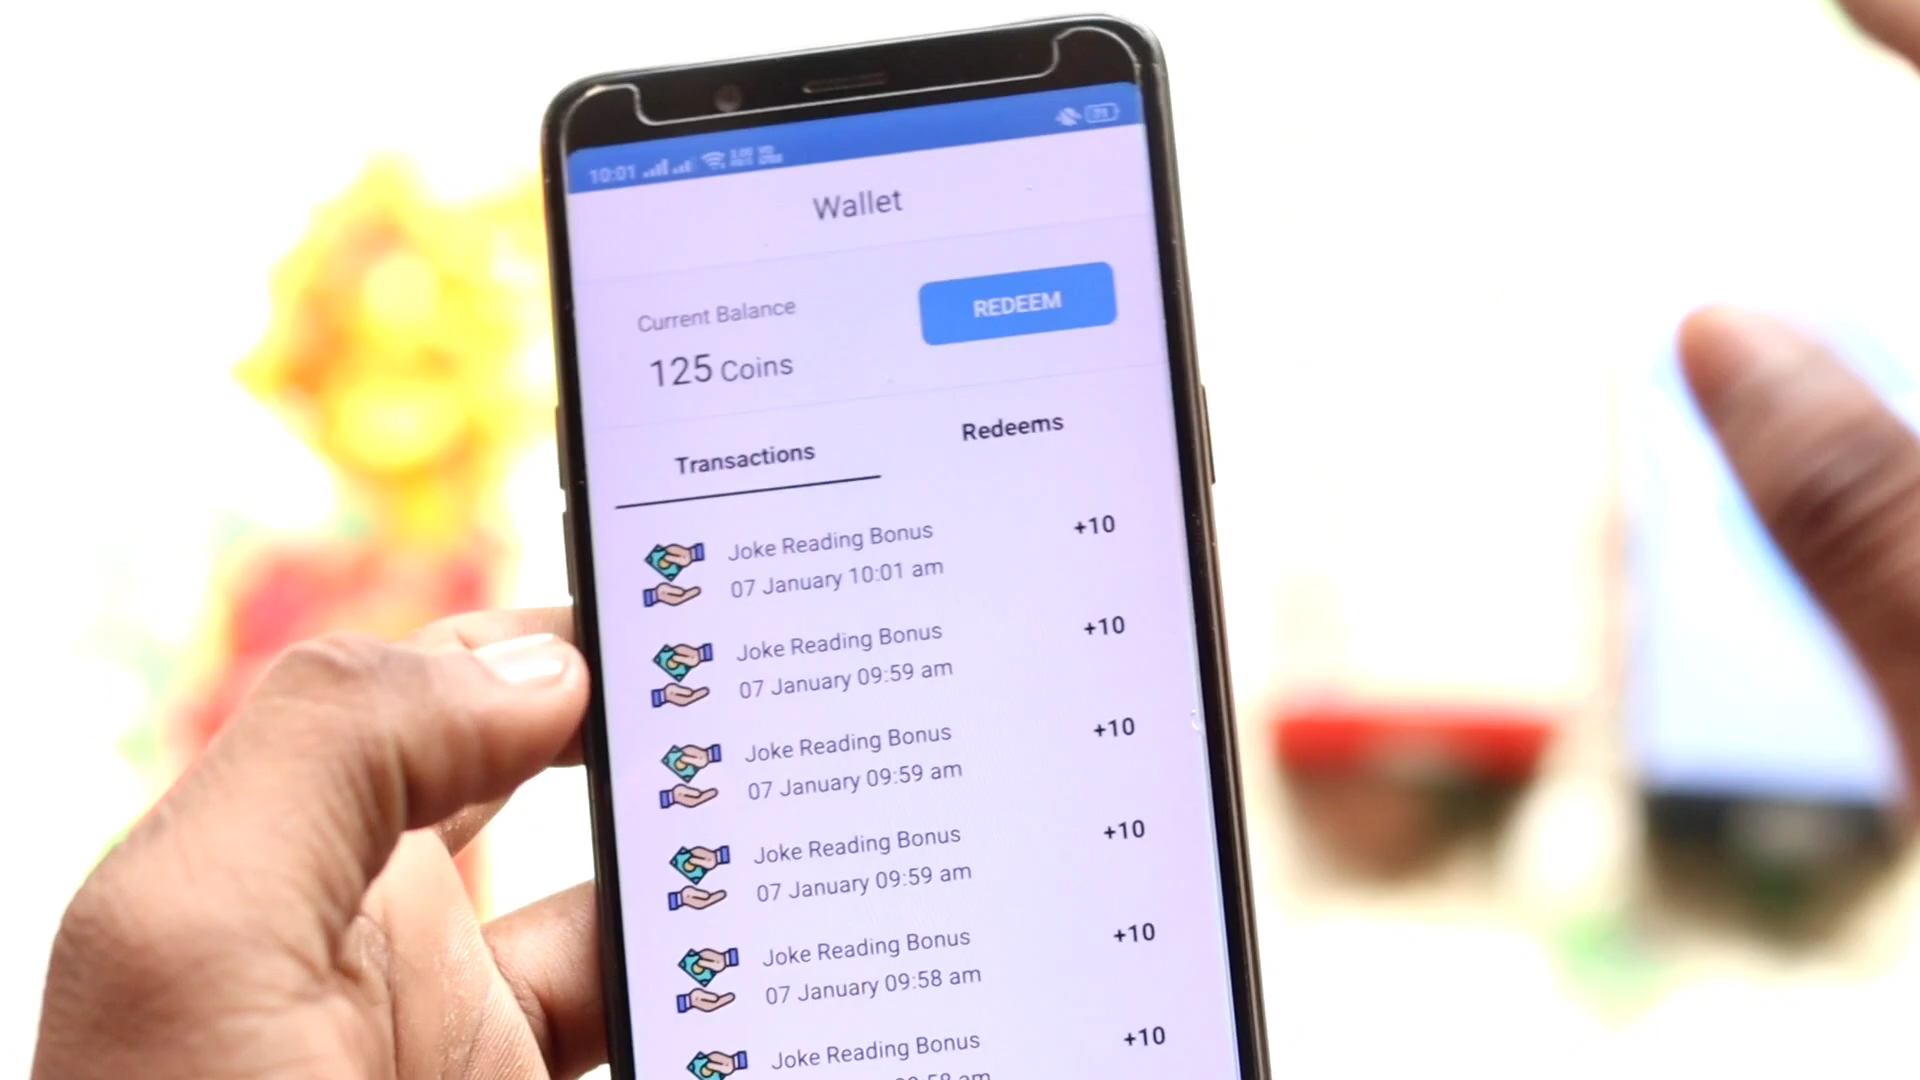 10:01
Wallet
Current Balance
125 Coins
REDEEM
Transactions
Redeems
Joke Reading Bonus
+10
07 January 10:01 am
Joke Reading Bonus
+10
07 January 09:59 am
Joke Reading Bonus
+10
07 January 09:59 am
Joke Reading Bonus
+10
07 January 09:59 am
Joke Reading Bonus
+10
07 January 09:58 am
Joke Reading Bonus
+10